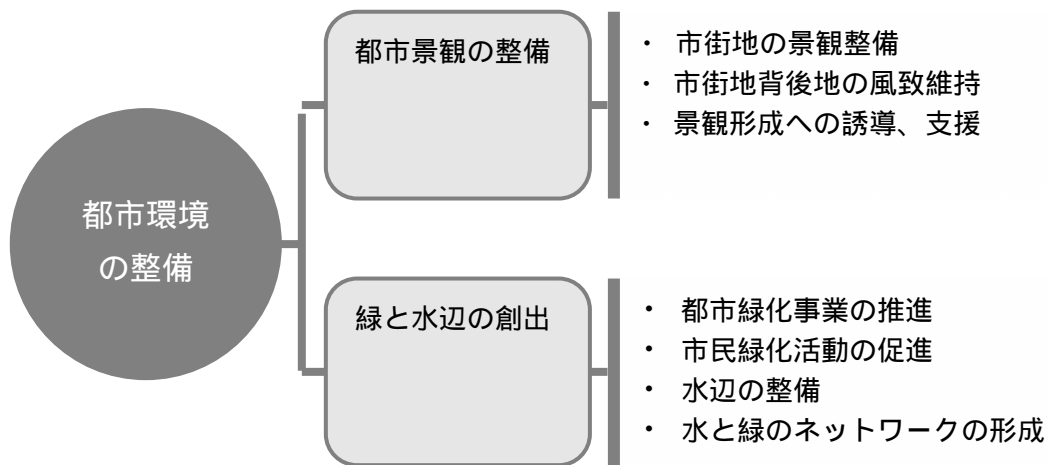 都市環境
の整備
都市景観の整備
・ 市街地の景観整備
・ 市街地背後地の風致維持
・ 景観形成への誘導、支援
緑と水辺の創出
・ 都市緑化事業の推進
・ 市民緑化活動の促進
・ 水辺の整備
・ 水と緑のネットワークの形成